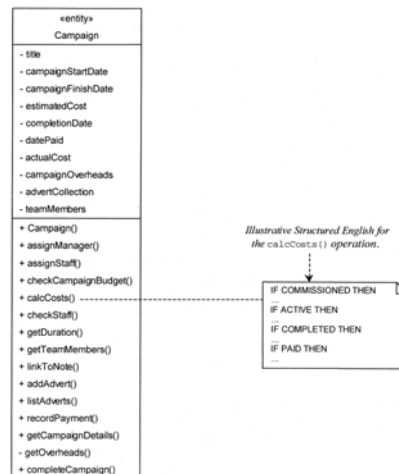 «entity»
Campaign
- title
- campaignStartDate
- campaignFinishDate
- estimatedCost
- completionDate
- datePaid
- actualCost
- campaignOverheads
- advertCollection
- teamMembers
+ Campaign()
+ assignManager()
+ assignStaff()
+ checkCampaignBudget()
+ calcCosts()
+ checkStaff()
+ getDuration()
+ getTeamMembers()
+ linkToNote()
+ addAdvert()
+ listAdverts()
+ recordPayment()
+ getCampaignDetails()
- getOverheads()
+ completeCampaign()
Illustrative Structured English for
the calcCosts() operation.
IF COMMISSIONED THEN
...
IF ACTIVE THEN
...
IF COMPLETED THEN
...
IF PAID THEN
...